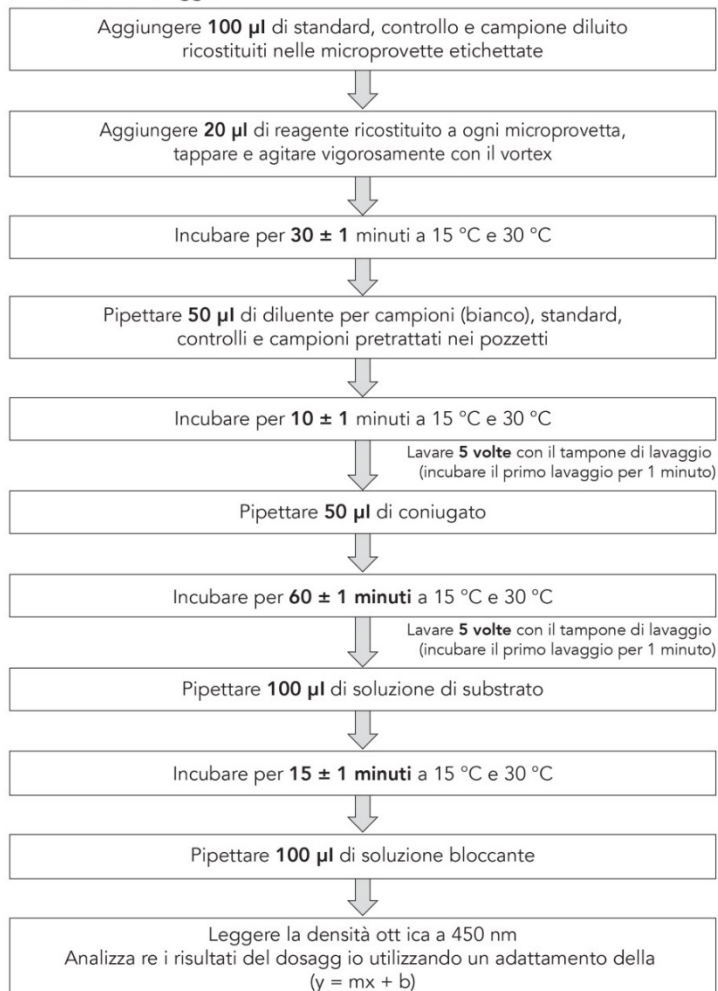 Aggiungere 100 µl di standard, controllo e campione diluito
ricostituiti nelle microprovette etichettate
Aggiungere 20 µl di reagente ricostituito a ogni microprovetta,
tappare e agitare vigorosamente con il vortex
Incubare per 30 ± 1 minuti a 15 °C e 30 °C
Pipettare 50 µl di diluente per campioni (bianco), standard,
controlli e campioni pretrattati nei pozzetti
Incubare per 10 ± 1 minuti a 15 °C e 30 °C
Lavare 5 volte con il tampone di lavaggio
(incubare il primo lavaggio per 1 minuto)
Pipettare 50 µl di coniugato
Incubare per 60 ± 1 minuti a 15 °C e 30 °C
Lavare 5 volte con il tampone di lavaggio
(incubare il primo lavaggio per 1 minuto)
Pipettare 100 µl di soluzione di substrato
Incubare per 15 ± 1 minuti a 15 °C e 30 °C
Pipettare 100 µl di soluzione bloccante
Leggere la densità ott ica a 450 nm
Analizza re i risultati del dosagg io utilizzando un adattamento della
(y = mx + b)